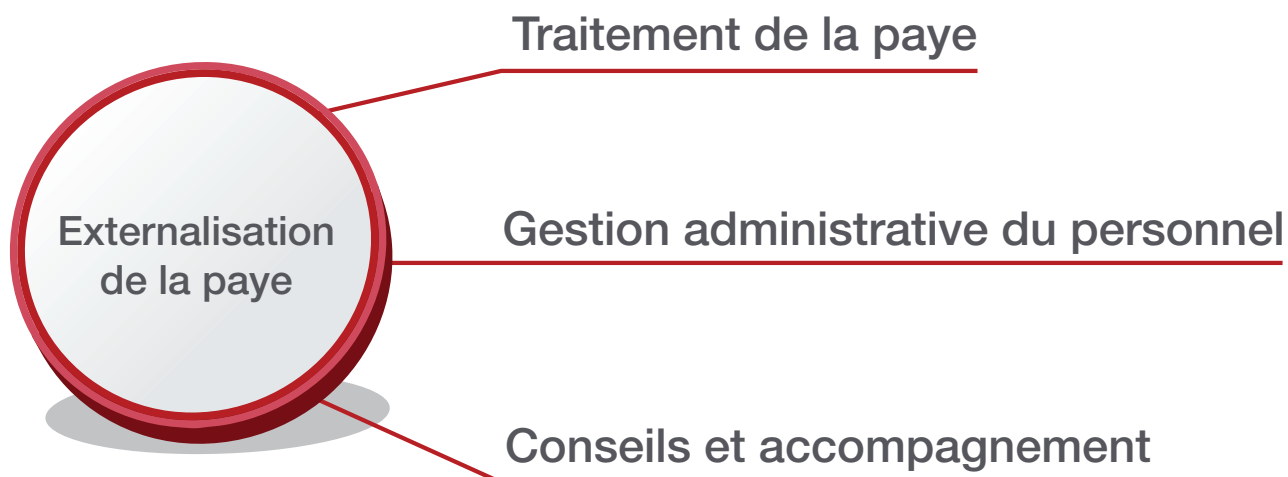 Traitement de la paye
Externalisation
de la paye
Gestion administrative du personnel
Conseils et accompagnement